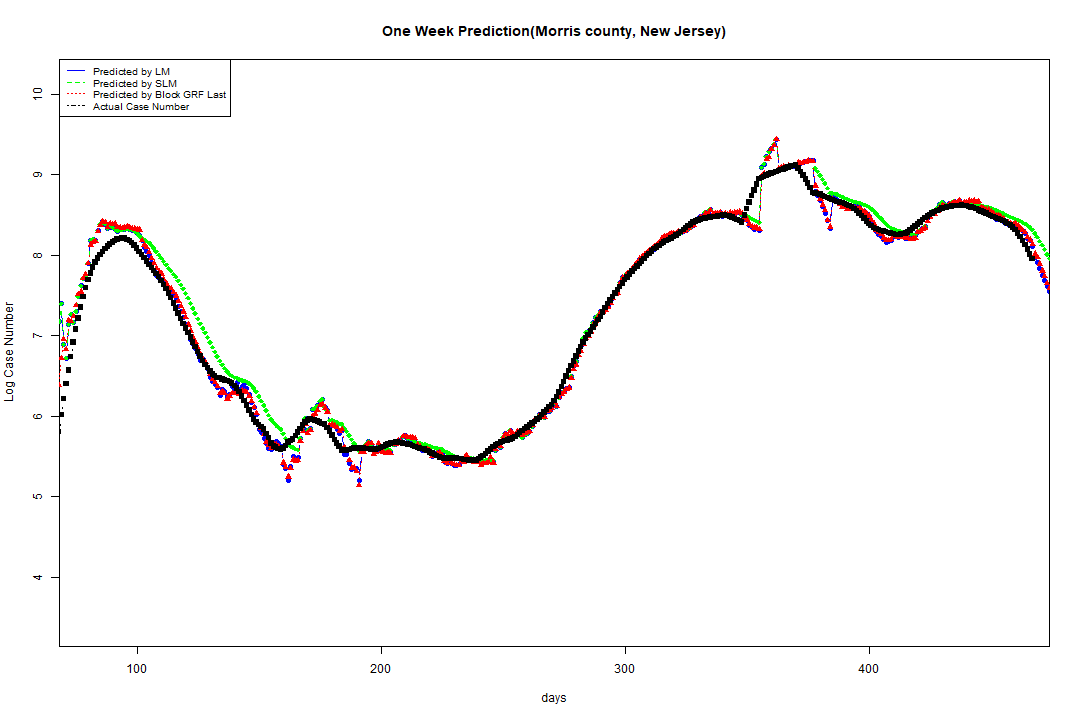 One Week Prediction(Morris county, New Jersey)
Predicted by LM
Predicted by SLM
Predicted by Block GRF Last
Actual Case Number
10
9
8
7
6
5
4
Log Case Number
100 200 300 400
days